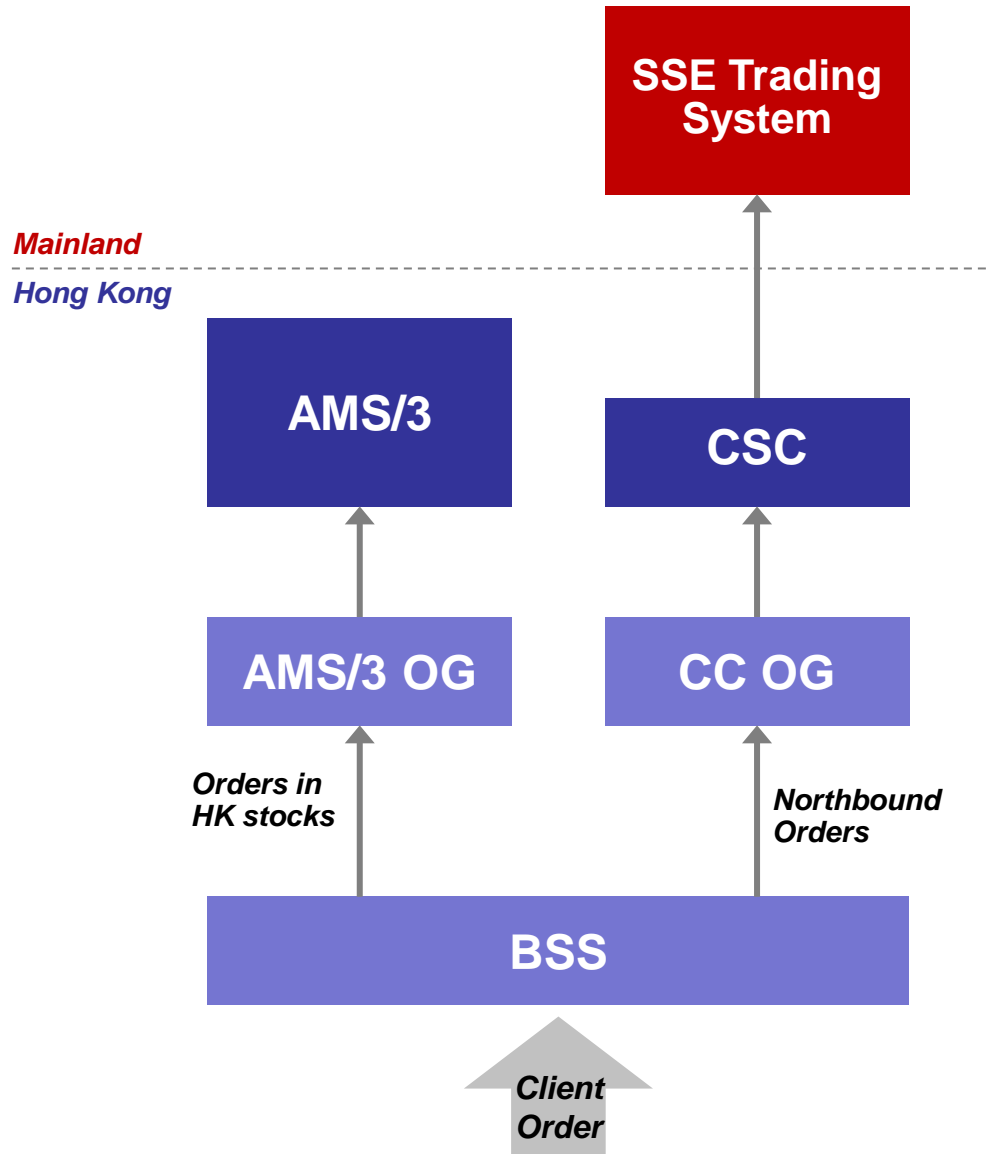 SSE Trading
System
Mainland
Hong Kong
AMS/3
CSC
AMS/3 OG
CC OG
Orders in
HK stocks
Northbound
Orders
BSS
Client
Order